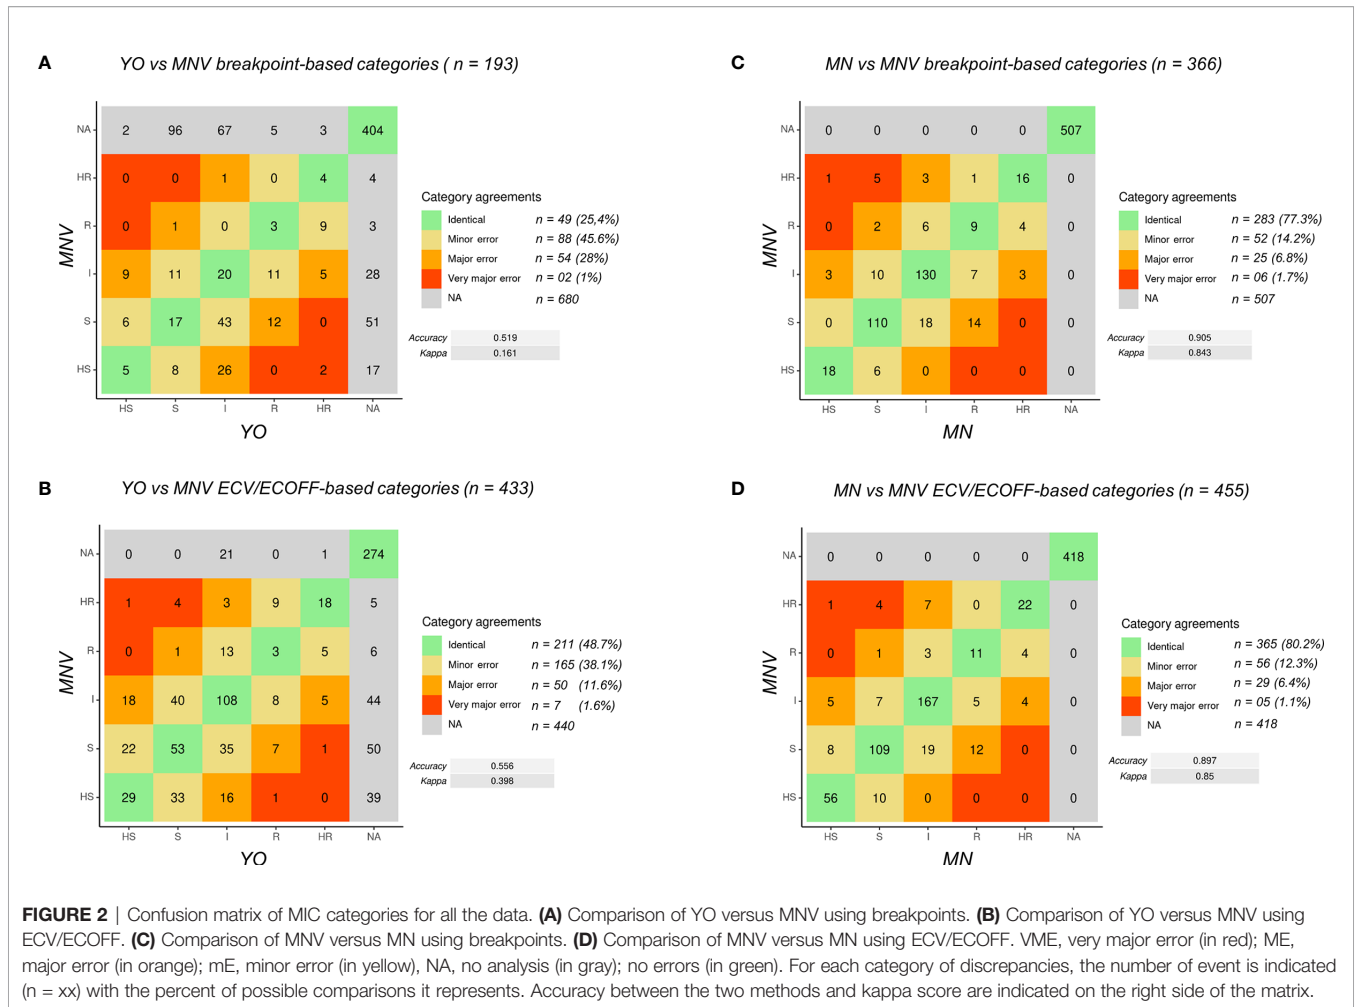 A
YO vs MNV breakpoint-based categories ( n = 193)
MNV
NA 2 96 67 5 3 404
HR 0 0 1 0 4 4
R 0 1 0 3 9 3
I 9 11 20 11 5 28
S 6 17 43 12 0 51
HS 5 8 26 0 2 17
HS S I R HR NA
YO
Category agreements
Identical n = 49 (25,4%)
Minor error n = 88 (45.6%)
Major error n = 54 (28%)
Very major error n = 02 (1%)
NA n = 680
Accuracy 0.519
Kappa 0.161
C
MN vs MNV breakpoint-based categories (n = 366)
MNV
NA 0 0 0 0 0 507
HR 1 5 3 1 16 0
R 0 2 6 9 4 0
I 3 10 130 7 3 0
S 0 110 18 14 0 0
HS 18 6 0 0 0 0
HS S I R HR NA
MN
Category agreements
Identical n = 283 (77.3%)
Minor error n = 52 (14.2%)
Major error n = 25 (6.8%)
Very major error n = 06 (1.7%)
NA n = 507
Accuracy 0.905
Kappa 0.843
B
YO vs MNV ECV/ECOFF-based categories (n = 433)
MNV
NA 0 0 21 0 1 274
HR 1 4 3 9 18 5
R 0 1 13 3 5 6
I 18 40 108 8 5 44
S 22 53 35 7 1 50
HS 29 33 16 1 0 39
HS S I R HR NA
YO
Category agreements
Identical n = 211 (48.7%)
Minor error n = 165 (38.1%)
Major error n = 50 (11.6%)
Very major error n = 7 (1.6%)
NA n = 440
Accuracy 0.556
Kappa 0.398
D
MN vs MNV ECV/ECOFF-based categories (n = 455)
MNV
NA 0 0 0 0 0 418
HR 1 4 7 0 22 0
R 0 1 3 11 4 0
I 5 7 167 5 4 0
S 8 109 19 12 0 0
HS 56 10 0 0 0 0
HS S I R HR NA
MN
Category agreements
Identical n = 365 (80.2%)
Minor error n = 56 (12.3%)
Major error n = 29 (6.4%)
Very major error n = 05 (1.1%)
NA n = 418
Accuracy 0.897
Kappa 0.85
FIGURE 2 | Confusion matrix of MIC categories for all the data. (A) Comparison of YO versus MNV using breakpoints. (B) Comparison of YO versus MNV using
ECV/ECOFF. (C) Comparison of MNV versus MN using breakpoints. (D) Comparison of MNV versus MN using ECV/ECOFF. VME, very major error (in red); ME,
major error (in orange); mE, minor error (in yellow), NA, no analysis (in gray); no errors (in green). For each category of discrepancies, the number of event is indicated
(n = xx) with the percent of possible comparisons it represents. Accuracy between the two methods and kappa score are indicated on the right side of the matrix.